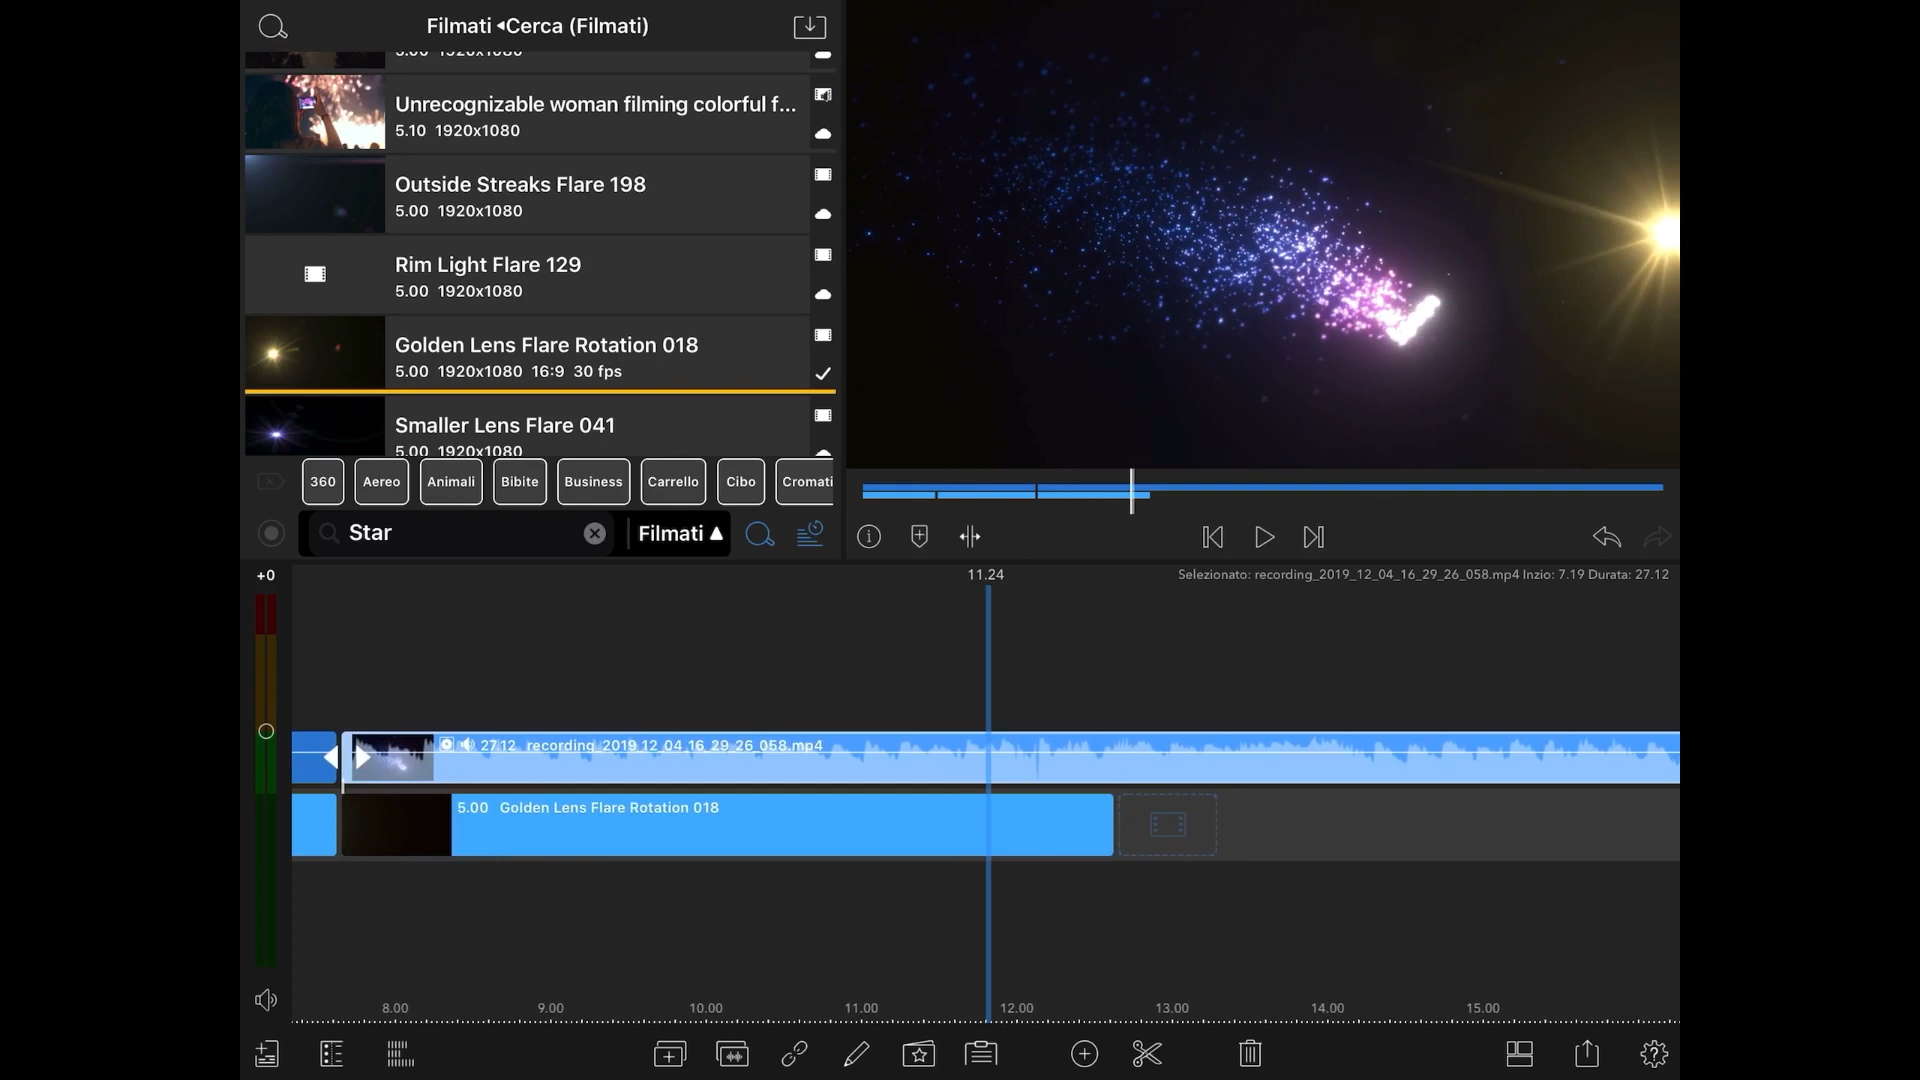 Filmati ◂Cerca (Filmati)
5.00 1920x1080
Unrecognizable woman filming colorful f...
5.10 1920x1080
Outside Streaks Flare 198
5.00 1920x1080
Rim Light Flare 129
5.00 1920x1080
Golden Lens Flare Rotation 018
5.00 1920x1080 16:9 30 fps
Smaller Lens Flare 041
5.00 1920x1080
360 Aereo Animali Bibite Business Carrello Cibo Cromati
Star Filmati ▲
+0
11.24
Selezionato: recording_2019_12_04_16_29_26_058.mp4 Inzio: 7.19 Durata: 27.12
27.12 recording_2019_12_04_16_29_26_058.mp4
5.00 Golden Lens Flare Rotation 018
8.00 9.00 10.00 11.00 12.00 13.00 14.00 15.00